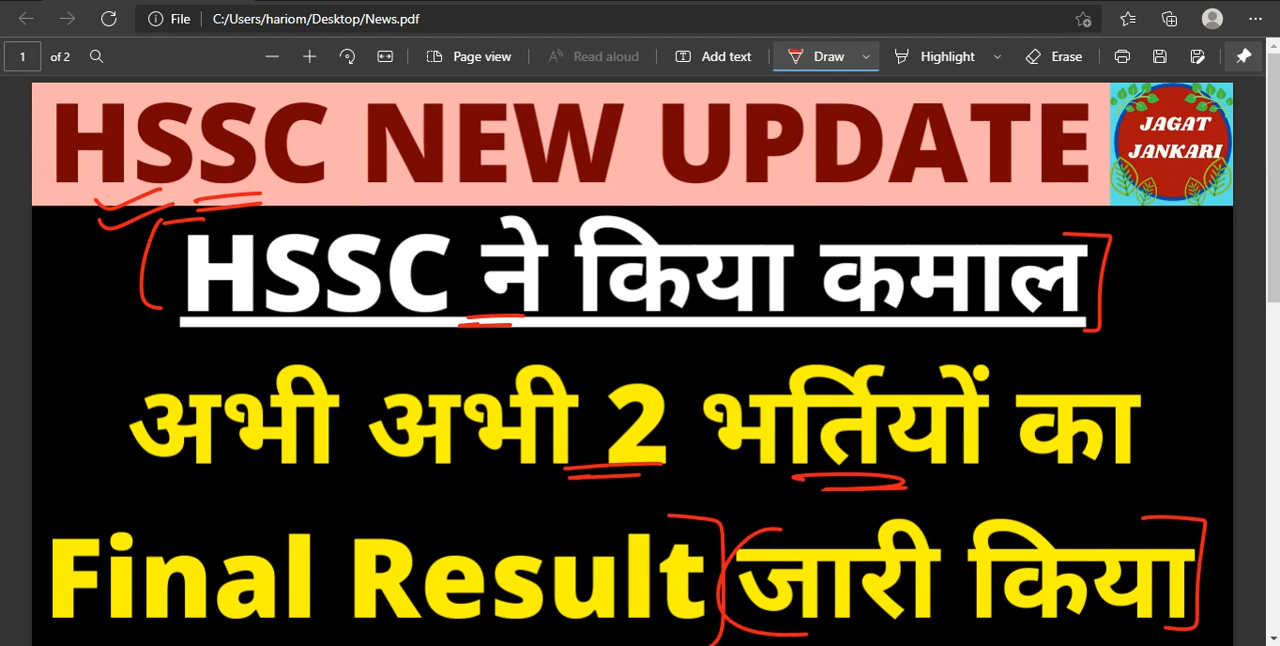 File C:/Users/hariom/Desktop/News.pdf
1 of 2 Page view Read aloud Add text Draw Highlight Erase
HSSC NEW UPDATE
JAGAT
JANKARI
HSSC ने किया कमाल
अभी अभी 2 भर्तियों का
Final Result जारी किया